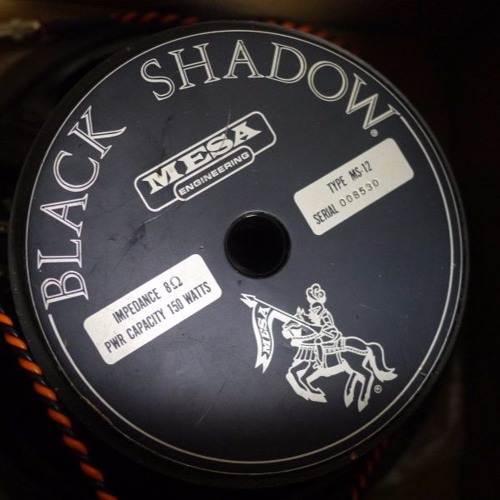 BLACK SHADOW®
MESA
ENGINEERING
TYPE MS-12
SERIAL 008530
IMPEDANCE 8Ω
PWR CAPACITY 150 WATTS
MESA
®